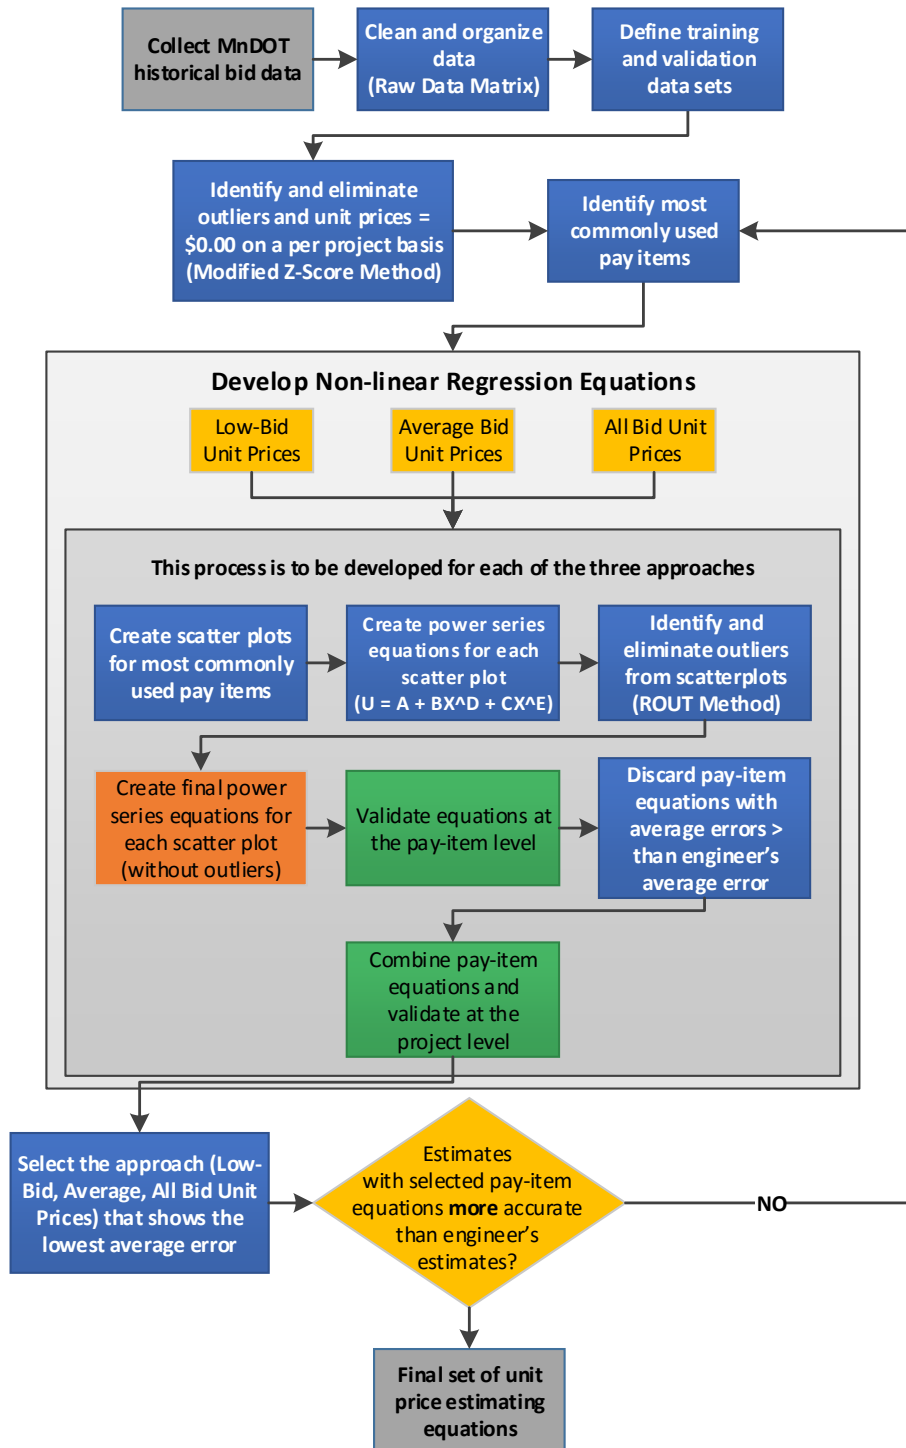 Collect MnDOT
historical bid data
Clean and organize
data
(Raw Data Matrix)
Define training
and validation
data sets
Identify and eliminate
outliers and unit prices =
$0.00 on a per project basis
(Modified Z-Score Method)
Identify most
commonly used
pay items
Develop Non-linear Regression Equations
Low-Bid
Unit Prices
Average Bid
Unit Prices
All Bid Unit
Prices
This process is to be developed for each of the three approaches
Create scatter plots
for most commonly
used pay items
Create power series
equations for each
scatter plot
(U = A + BX^D + CX^E)
Identify and
eliminate outliers
from scatterplots
(ROUT Method)
Create final power
series equations for
each scatter plot
(without outliers)
Validate equations at
the pay-item level
Discard pay-item
equations with
average errors >
than engineer's
average error
Combine pay-item
equations and
validate at the
project level
Select the approach (Low-
Bid, Average, All Bid Unit
Prices) that shows the
lowest average error
Estimates
with selected pay-item
equations more accurate
than engineer's
estimates?
NO
Final set of unit
price estimating
equations